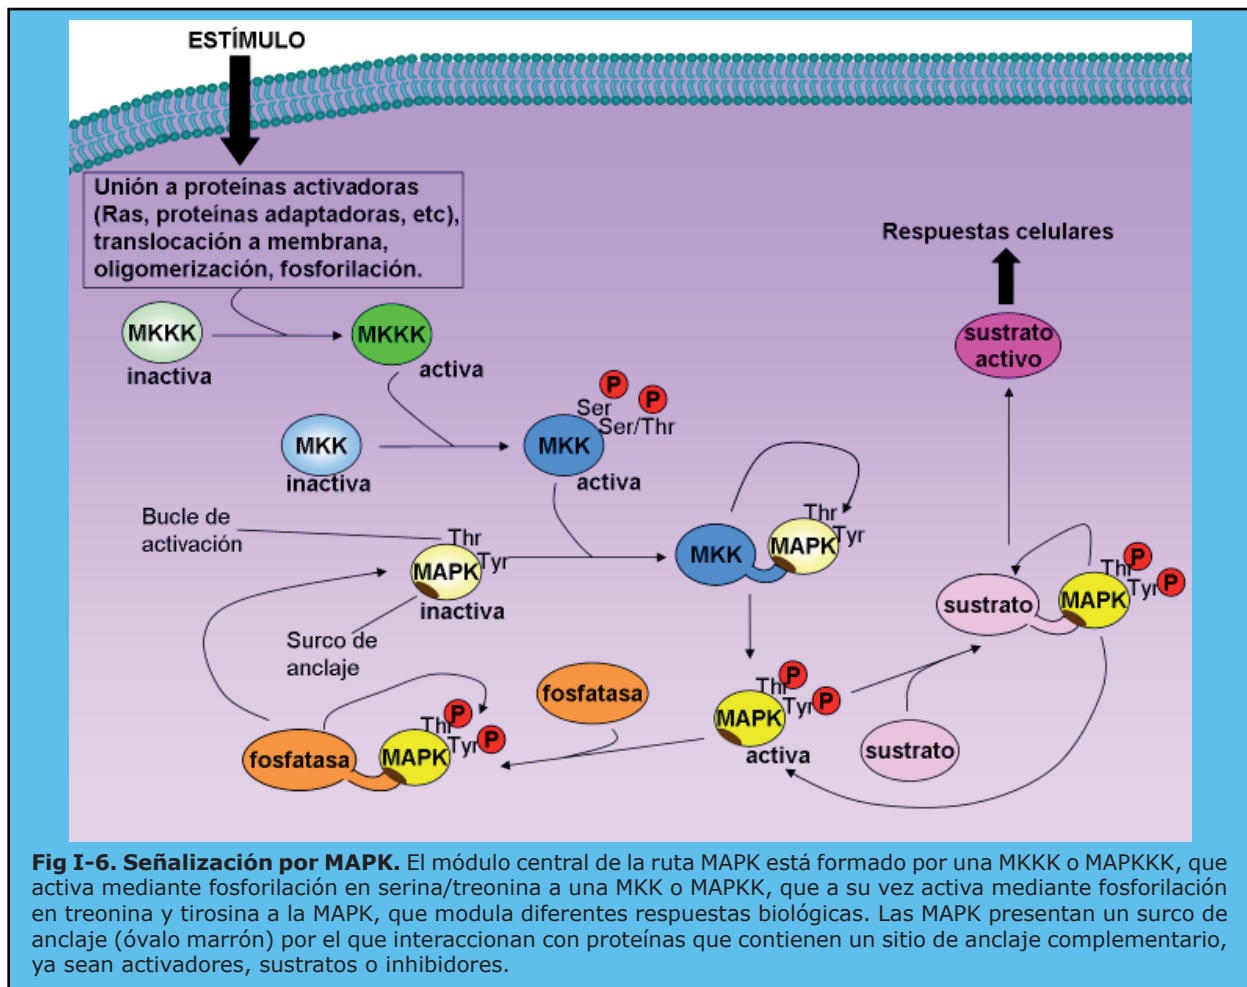 ESTÍMULO
Unión a proteínas activadoras
(Ras, proteínas adaptadoras, etc),
translocación a membrana,
oligomerización, fosforilación.
Respuestas celulares
MKKK
inactiva
MKKK
activa
sustrato
activo
MKK
inactiva
P
P
Ser
Ser/Thr
MKK
activa
Bucle de
activación
Thr
Tyr
MAPK
inactiva
Surco de
anclaje
MKK
Thr
Tyr
MAPK
sustrato
MAPK
Thr
P
Tyr
P
fosfatasa
MAPK
Thr
P
Tyr
P
fosfatasa
MAPK
activa
Thr
P
Tyr
P
sustrato
Fig I-6. Señalización por MAPK. El módulo central de la ruta MAPK está formado por una MKKK o MAPKKK, que
activa mediante fosforilación en serina/treonina a una MKK o MAPKK, que a su vez activa mediante fosforilación
en treonina y tirosina a la MAPK, que modula diferentes respuestas biológicas. Las MAPK presentan un surco de
anclaje (óvalo marrón) por el que interaccionan con proteínas que contienen un sitio de anclaje complementario,
ya sean activadores, sustratos o inhibidores.